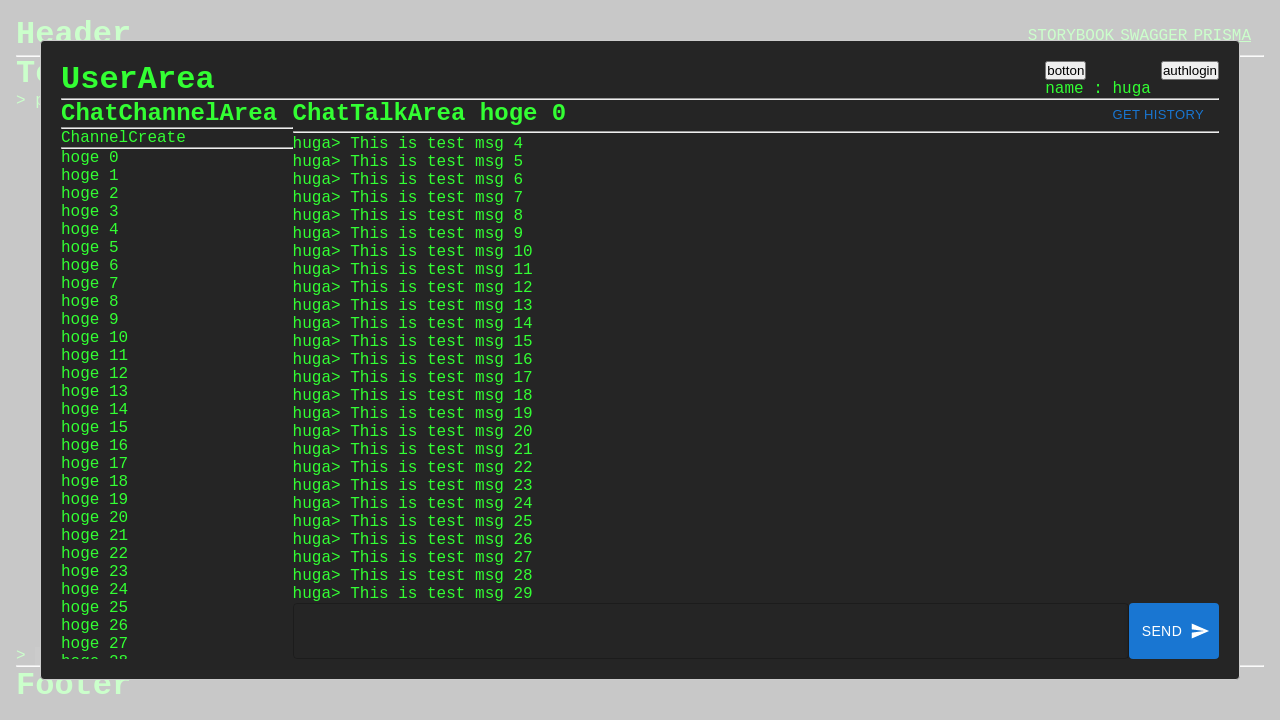 Header
STORYBOOK SWAGGER PRISMA
UserArea
botton
authlogin
name : huga
ChatChannelArea
ChannelCreate
hoge 0
hoge 1
hoge 2
hoge 3
hoge 4
hoge 5
hoge 6
hoge 7
hoge 8
hoge 9
hoge 10
hoge 11
hoge 12
hoge 13
hoge 14
hoge 15
hoge 16
hoge 17
hoge 18
hoge 19
hoge 20
hoge 21
hoge 22
hoge 23
hoge 24
hoge 25
hoge 26
hoge 27
hoge 28
ChatTalkArea hoge 0
GET HISTORY
huga> This is test msg 4
huga> This is test msg 5
huga> This is test msg 6
huga> This is test msg 7
huga> This is test msg 8
huga> This is test msg 9
huga> This is test msg 10
huga> This is test msg 11
huga> This is test msg 12
huga> This is test msg 13
huga> This is test msg 14
huga> This is test msg 15
huga> This is test msg 16
huga> This is test msg 17
huga> This is test msg 18
huga> This is test msg 19
huga> This is test msg 20
huga> This is test msg 21
huga> This is test msg 22
huga> This is test msg 23
huga> This is test msg 24
huga> This is test msg 25
huga> This is test msg 26
huga> This is test msg 27
huga> This is test msg 28
huga> This is test msg 29
SEND
>
Footer